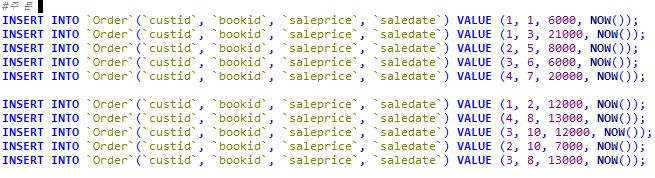 #주 문
INSERT INTO `Order`(`custid`, `bookid`, `saleprice`, `saledate`) VALUE (1, 1, 6000, NOW());
INSERT INTO `Order`(`custid`, `bookid`, `saleprice`, `saledate`) VALUE (1, 3, 21000, NOW());
INSERT INTO `Order`(`custid`, `bookid`, `saleprice`, `saledate`) VALUE (2, 5, 8000, NOW());
INSERT INTO `Order`(`custid`, `bookid`, `saleprice`, `saledate`) VALUE (3, 6, 6000, NOW());
INSERT INTO `Order`(`custid`, `bookid`, `saleprice`, `saledate`) VALUE (4, 7, 20000, NOW());
INSERT INTO `Order`(`custid`, `bookid`, `saleprice`, `saledate`) VALUE (1, 2, 12000, NOW());
INSERT INTO `Order`(`custid`, `bookid`, `saleprice`, `saledate`) VALUE (4, 8, 13000, NOW());
INSERT INTO `Order`(`custid`, `bookid`, `saleprice`, `saledate`) VALUE (3, 10, 12000, NOW());
INSERT INTO `Order`(`custid`, `bookid`, `saleprice`, `saledate`) VALUE (2, 10, 7000, NOW());
INSERT INTO `Order`(`custid`, `bookid`, `saleprice`, `saledate`) VALUE (3, 8, 13000, NOW());